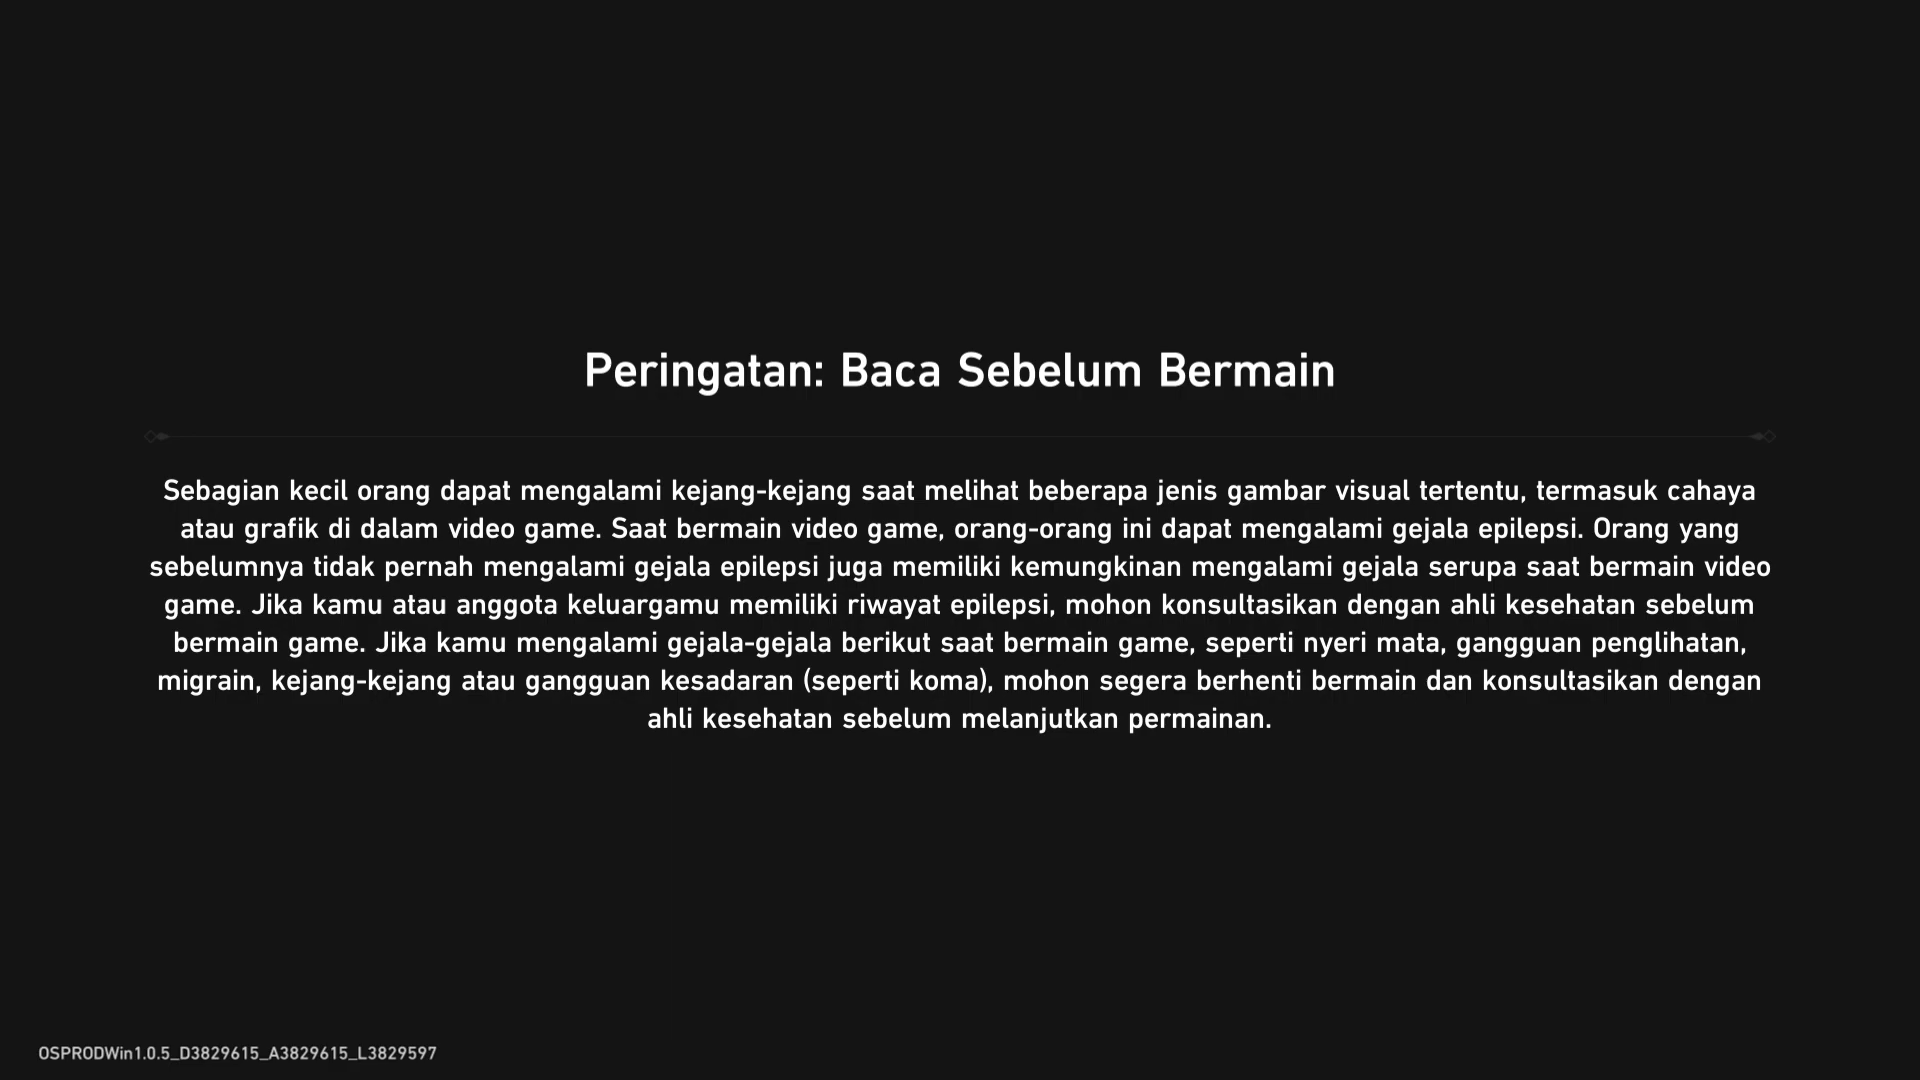 Peringatan: Baca Sebelum Bermain
Sebagian kecil orang dapat mengalami kejang-kejang saat melihat beberapa jenis gambar visual tertentu, termasuk cahaya
atau grafik di dalam video game. Saat bermain video game, orang-orang ini dapat mengalami gejala epilepsi. Orang yang
sebelumnya tidak pernah mengalami gejala epilepsi juga memiliki kemungkinan mengalami gejala serupa saat bermain video
game. Jika kamu atau anggota keluargamu memiliki riwayat epilepsi, mohon konsultasikan dengan ahli kesehatan sebelum
bermain game. Jika kamu mengalami gejala-gejala berikut saat bermain game, seperti nyeri mata, gangguan penglihatan,
migrain, kejang-kejang atau gangguan kesadaran (seperti koma), mohon segera berhenti bermain dan konsultasikan dengan
ahli kesehatan sebelum melanjutkan permainan.
OSPRODWin1.0.5_D3829615_A3829615_L3829597